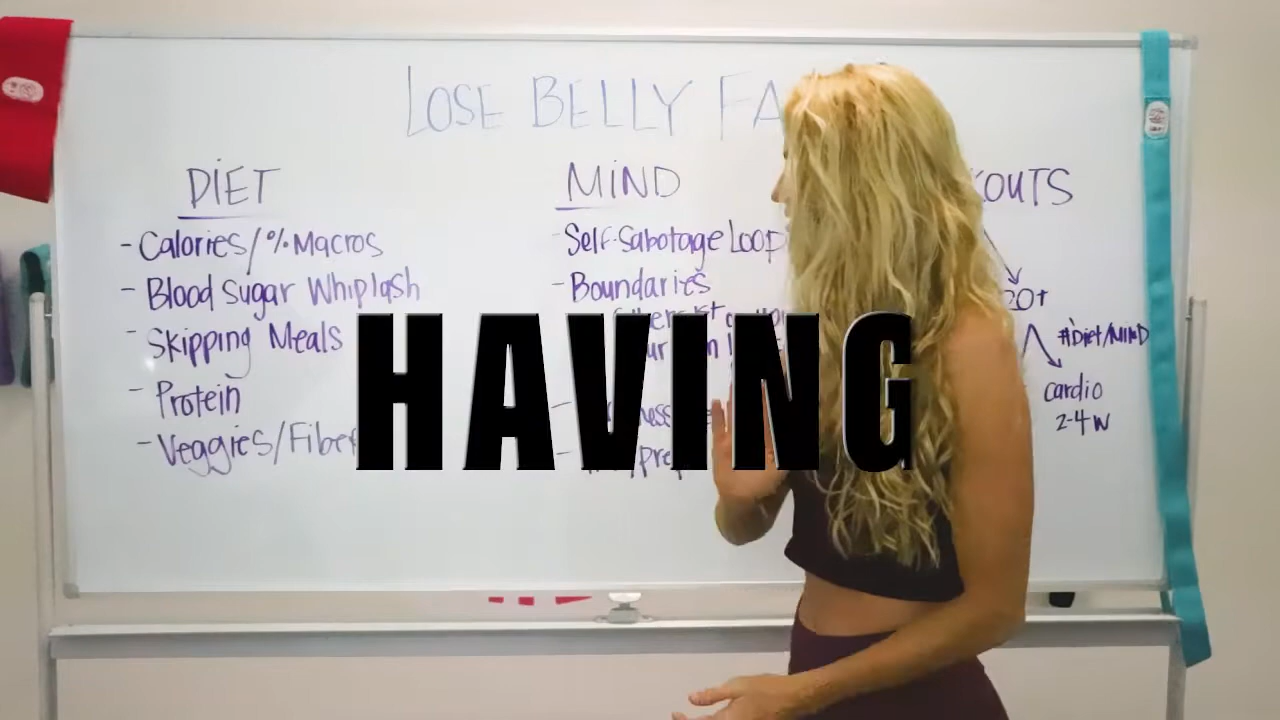 LOSE BELLY FA
DIET
- Calories/% Macros
- Blood Sugar Whiplash
- Skipping Meals
- Protein
- Veggies/Fiber
MIND
- Self-Sabotage Loop
- Boundaries
KOUTS
20+
#Diet/MIND
cardio
2-4w
HAVING